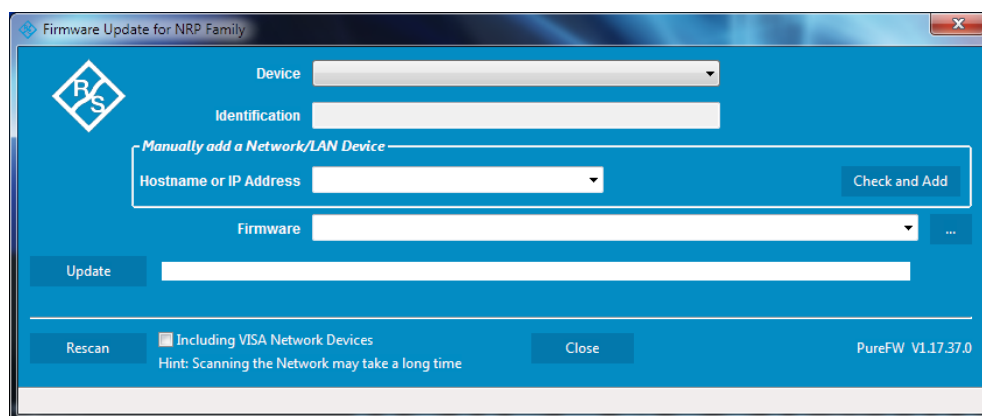 Firmware Update for NRP Family
x
R&S
Device
Identification
Manually add a Network/LAN Device
Hostname or IP Address
Check and Add
Firmware
...
Update
Including VISA Network Devices
Rescan
Hint: Scanning the Network may take a long time
Close
PureFW V1.17.37.0